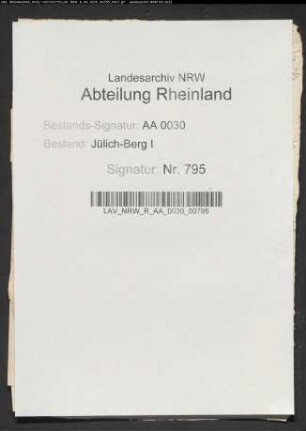 Landesarchiv NRW
Abteilung Rheinland
Bestands-Signatur: AA 0030
Bestand: Jülich-Berg I
Signatur: Nr. 795
LAV_NRW_R_AA_0030_00795